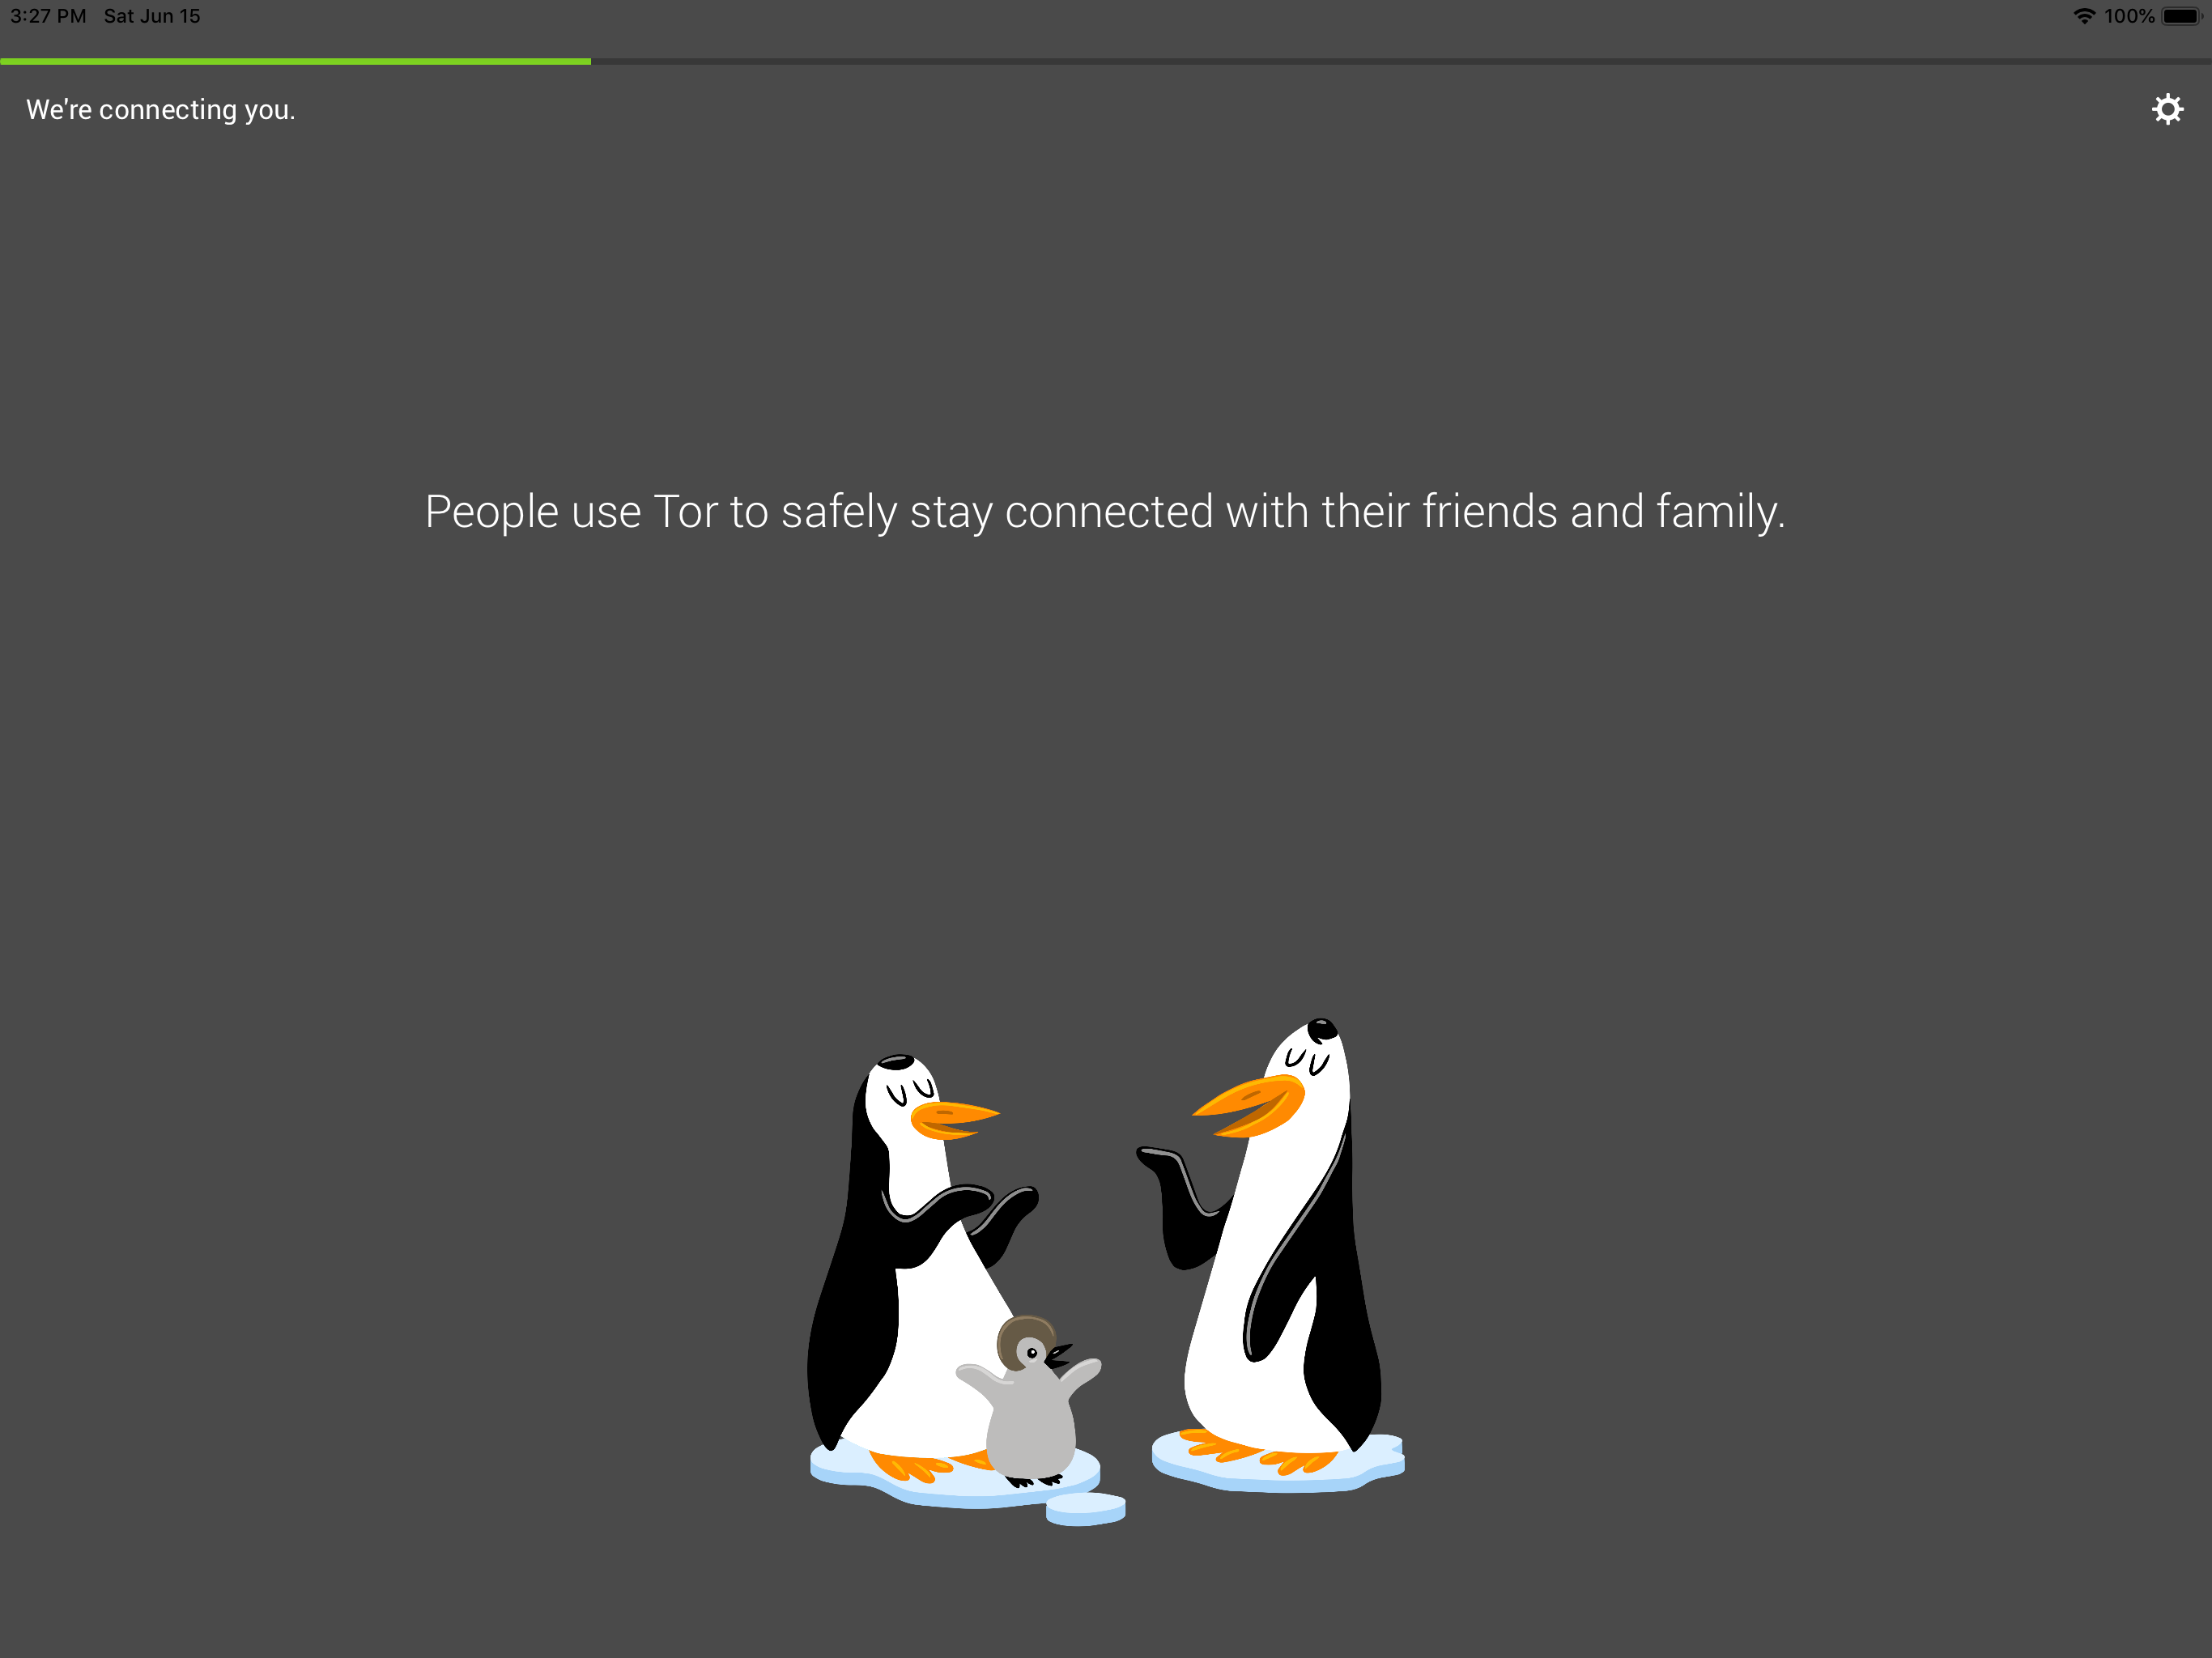 3:27 PM Sat Jun 15 100%
We're connecting you.
People use Tor to safely stay connected with their friends and family.